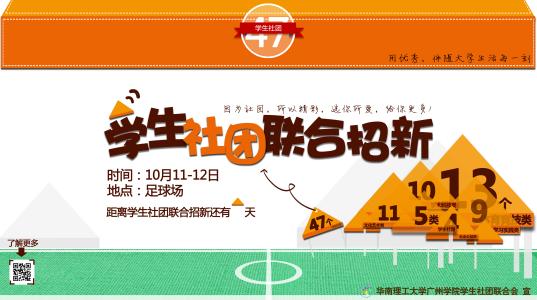 学生社团
47
用优秀，伴随大学生活每一刻
因为社团，所以精彩，选你所爱，给你更多！
学生社团联合招新
时间：10月11-12日
地点：足球场
距离学生社团联合招新还有 天
47个
11
10
5类
4
13
9
个
了解更多
华南理工大学广州学院学生社团联合会 宣